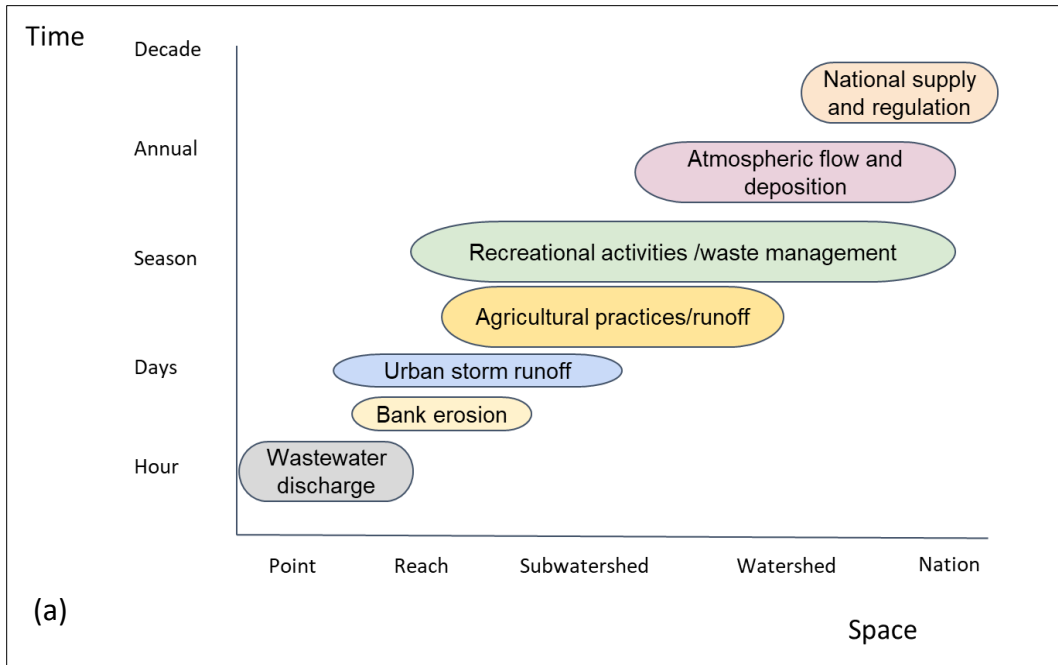 Time
Decade
National supply
and regulation
Annual
Atmospheric flow and
deposition
Season
Recreational activities /waste management
Agricultural practices/runoff
Days
Urban storm runoff
Bank erosion
Hour
Wastewater
discharge
Point
Reach
Subwatershed
Watershed
Nation
(a)
Space